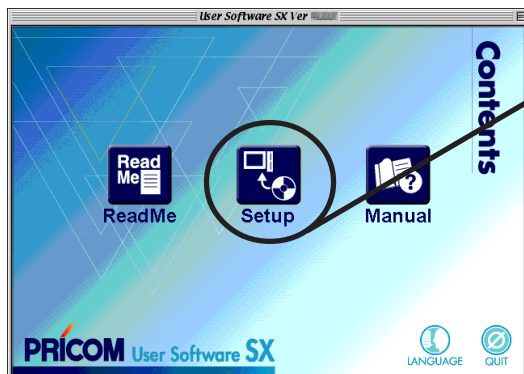 User Software SX Ver
Contents
Read
Me
ReadMe
Setup
Manual
PRICOM User Software SX
LANGUAGE
QUIT